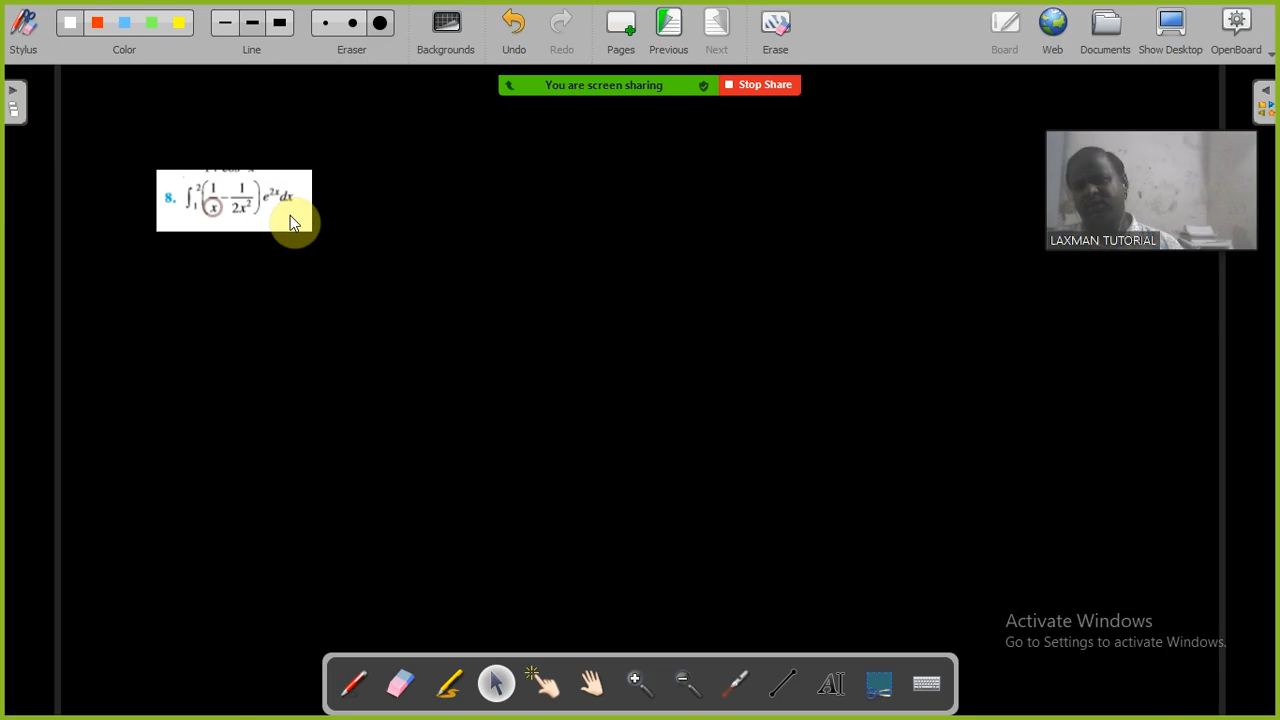 Stylus
Color
Line
Eraser
Backgrounds
Undo
Redo
Pages
Previous
Next
Erase
Board
Web
Documents
Show Desktop
OpenBoard
You are screen sharing
Stop Share
8. ∫₁² (1/x − 1/2x²) e²ˣ dx
LAXMAN TUTORIAL
Activate Windows
Go to Settings to activate Windows.
AI